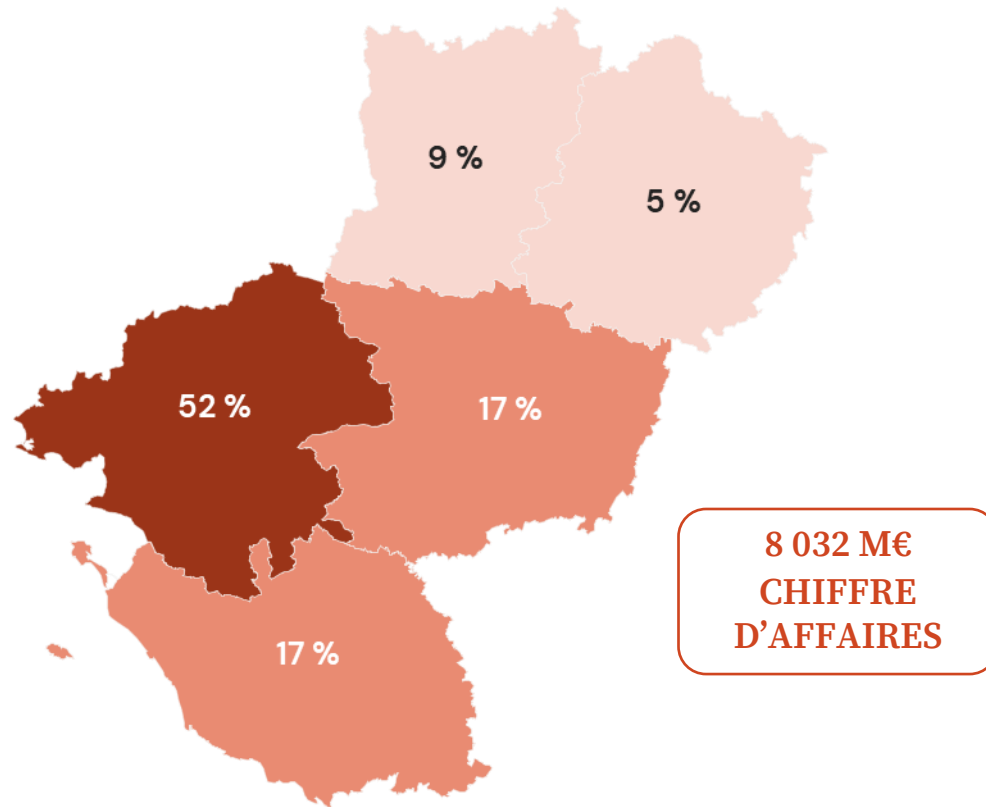 9 %
5 %
52 %
17 %
17 %
8 032 M€
CHIFFRE
D’AFFAIRES